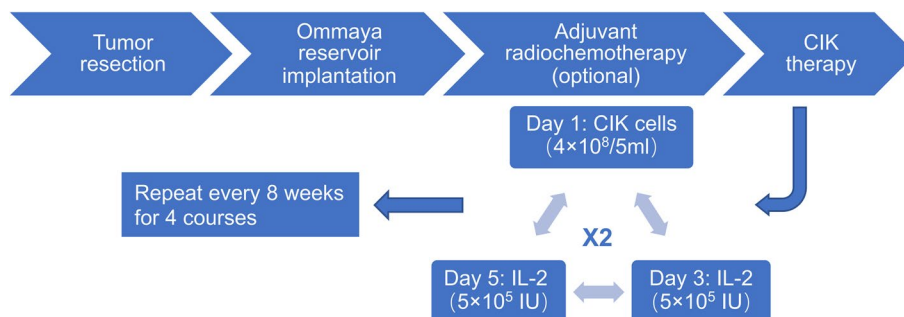 Tumor
resection
Ommaya
reservoir
implantation
Adjuvant
radiochemotherapy
(optional)
CIK
therapy
Day 1: CIK cells
（4×10⁸/5ml）
Repeat every 8 weeks
for 4 courses
X2
Day 5: IL-2
（5×10⁵ IU）
Day 3: IL-2
（5×10⁵ IU）